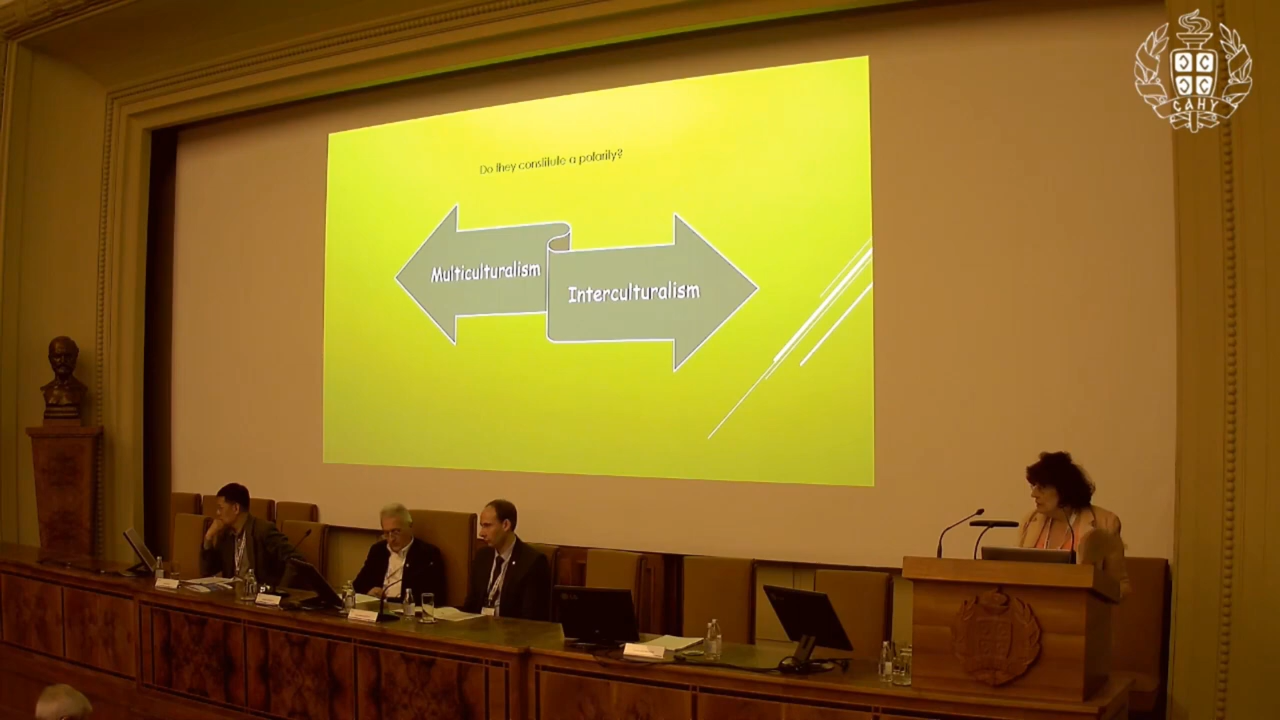 Do they constitute a polarity?
Multiculturalism
Interculturalism
САНУ